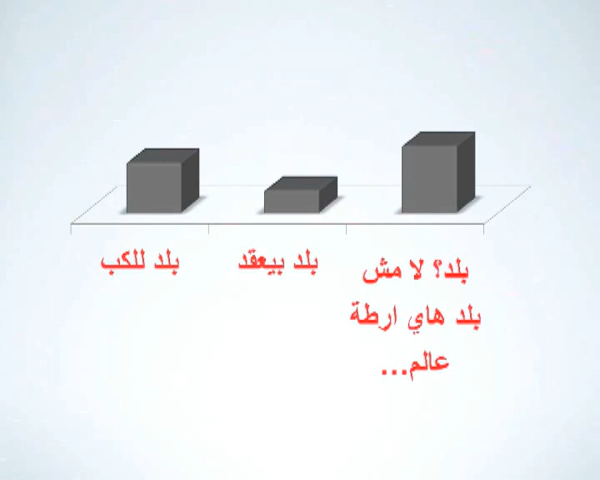 بلد للكب
بلد بيعقد
بلد؟ لا مش
بلد هاي ارطة
عالم...